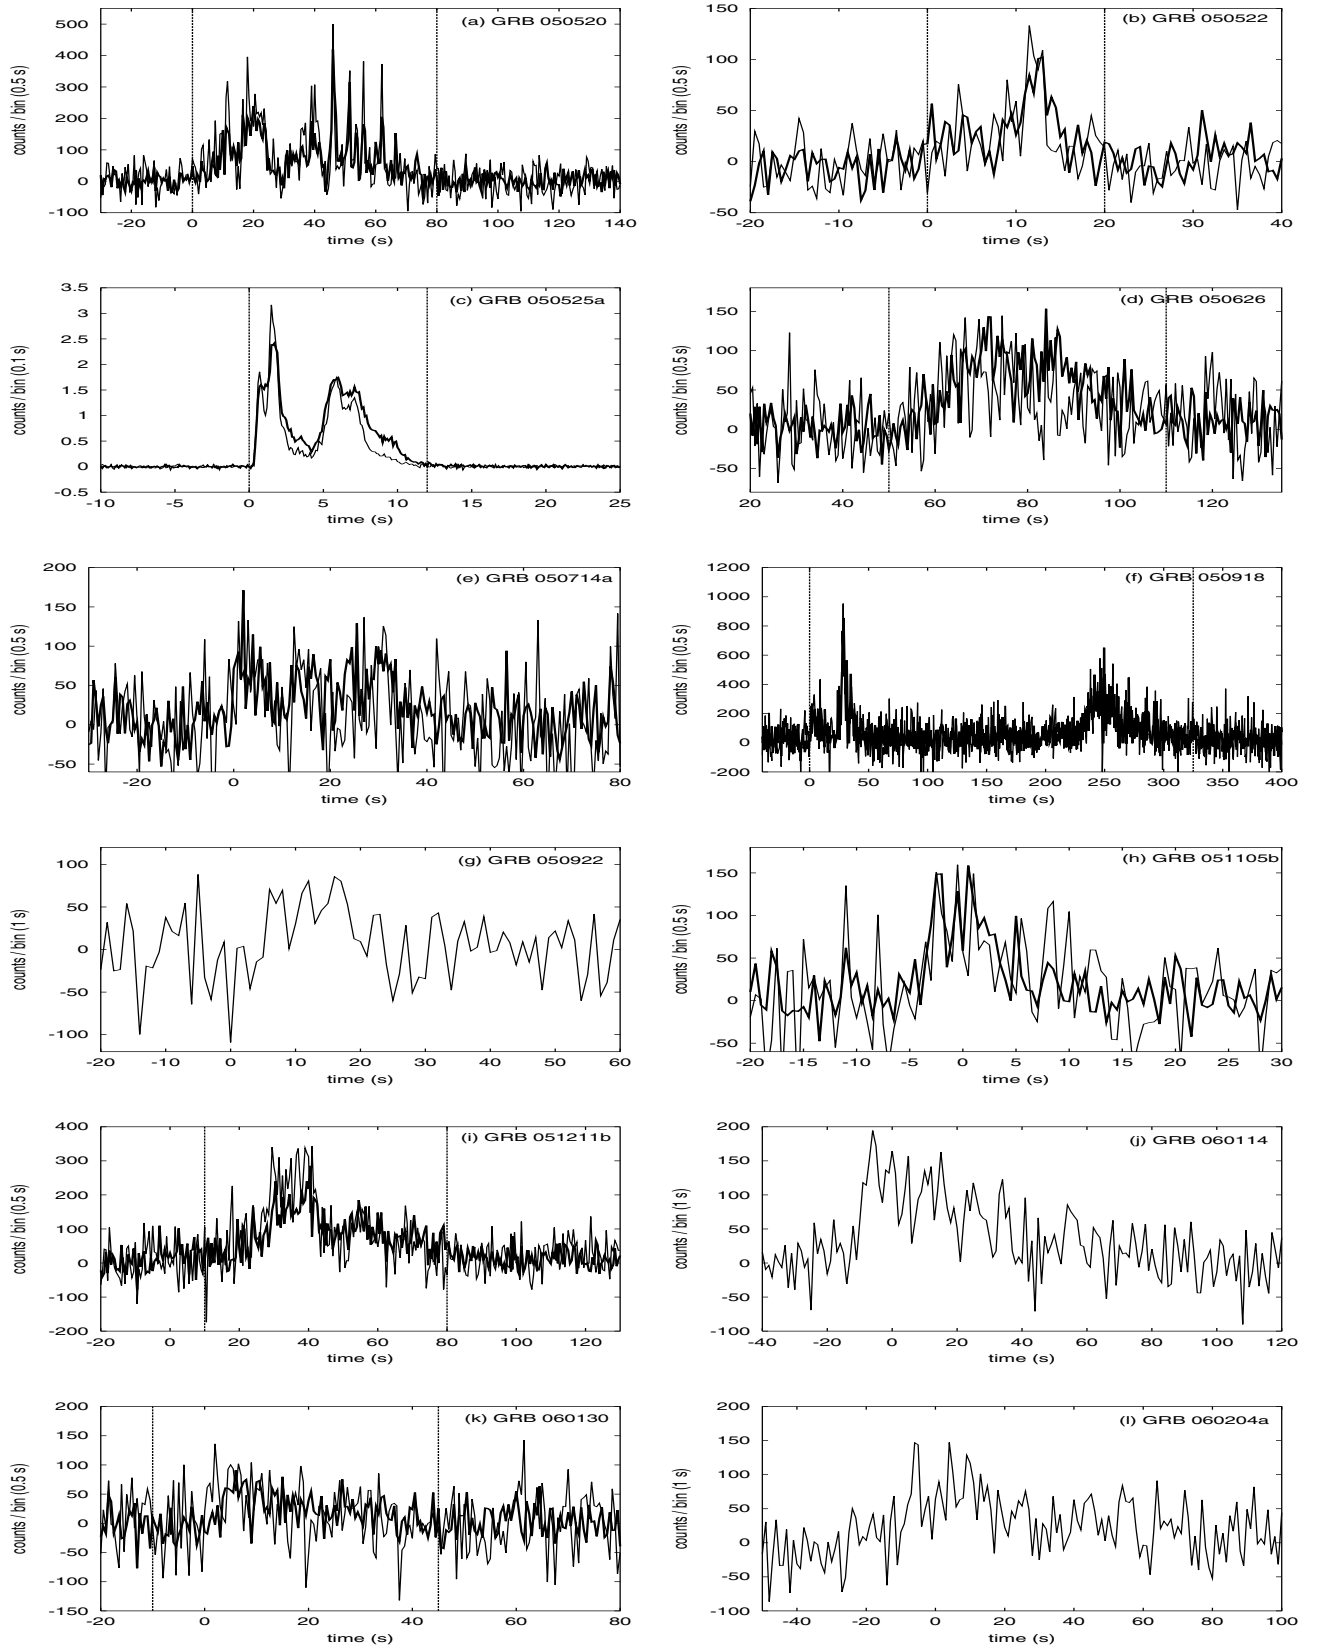 (a) GRB 050520
counts / bin (0.5 s)
500
400
300
200
100
0
-100
-20 0 20 40 60 80 100 120 140
time (s)
(b) GRB 050522
counts / bin (0.5 s)
150
100
50
0
-50
-20 -10 0 10 20 30 40
time (s)
(c) GRB 050525a
counts / bin (0.1 s)
3.5
3
2.5
2
1.5
1
0.5
0
-0.5
-10 -5 0 5 10 15 20 25
time (s)
(d) GRB 050626
counts / bin (0.5 s)
150
100
50
0
-50
20 40 60 80 100 120
time (s)
(e) GRB 050714a
counts / bin (0.5 s)
200
150
100
50
0
-50
-20 0 20 40 60 80
time (s)
(f) GRB 050918
counts / bin (0.5 s)
1200
1000
800
600
400
200
0
-200
0 50 100 150 200 250 300 350 400
time (s)
(g) GRB 050922
counts / bin (1 s)
100
50
0
-50
-100
-20 -10 0 10 20 30 40 50 60
time (s)
(h) GRB 051105b
counts / bin (0.5 s)
150
100
50
0
-50
-20 -15 -10 -5 0 5 10 15 20 25 30
time (s)
(i) GRB 051211b
counts / bin (0.5 s)
400
300
200
100
0
-100
-200
-20 0 20 40 60 80 100 120
time (s)
(j) GRB 060114
counts / bin (1 s)
200
150
100
50
0
-50
-100
-40 -20 0 20 40 60 80 100 120
time (s)
(k) GRB 060130
counts / bin (0.5 s)
200
150
100
50
0
-50
-100
-150
-20 0 20 40 60 80
time (s)
(l) GRB 060204a
counts / bin (1 s)
200
150
100
50
0
-50
-100
-40 -20 0 20 40 60 80 100
time (s)